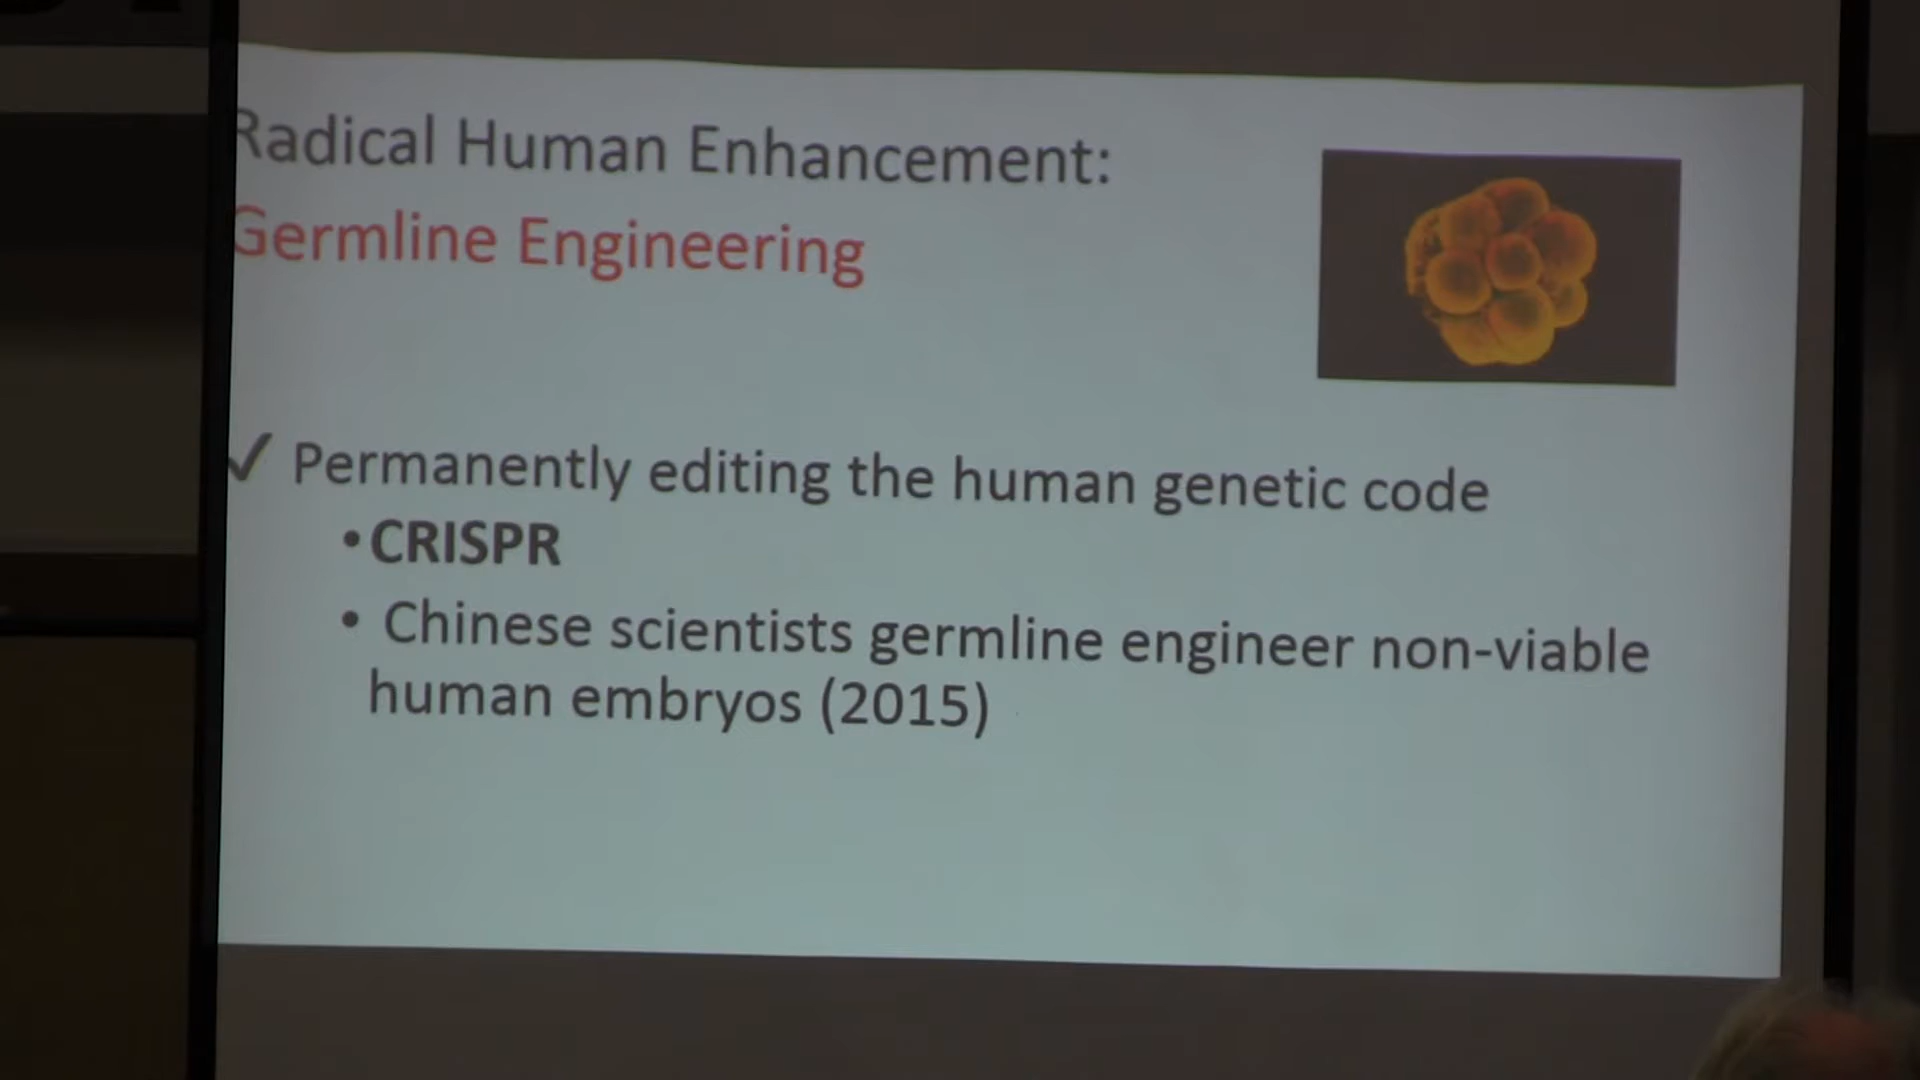 Radical Human Enhancement:
Germline Engineering
✓ Permanently editing the human genetic code
• CRISPR
• Chinese scientists germline engineer non-viable
human embryos (2015)